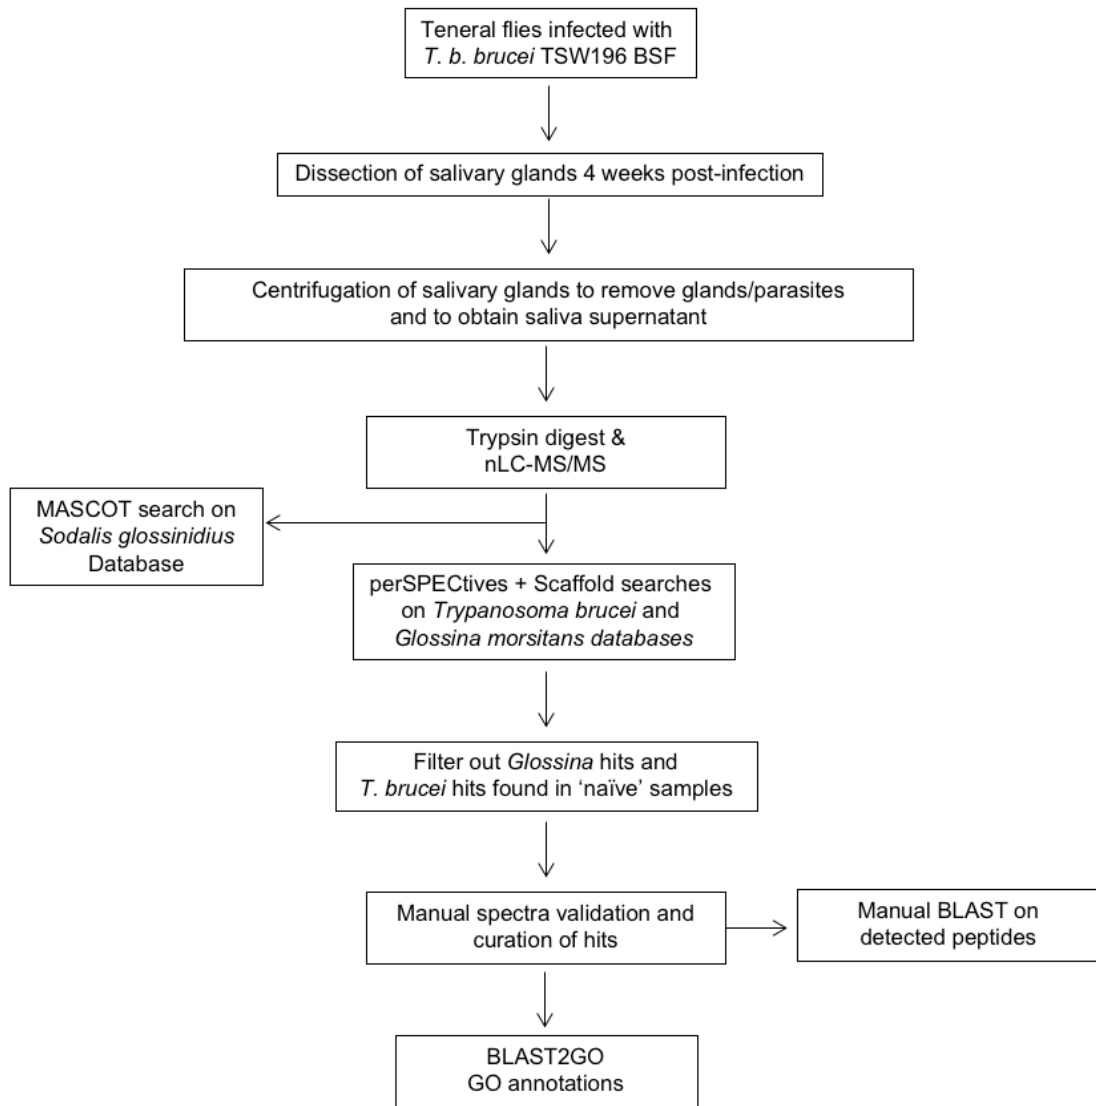 Teneral flies infected with
T. b. brucei TSW196 BSF
Dissection of salivary glands 4 weeks post-infection
Centrifugation of salivary glands to remove glands/parasites
and to obtain saliva supernatant
Trypsin digest &
nLC-MS/MS
MASCOT search on
Sodalis glossinidius
Database
perSPECtives + Scaffold searches
on Trypanosoma brucei and
Glossina morsitans databases
Filter out Glossina hits and
T. brucei hits found in ‘naïve’ samples
Manual spectra validation and
curation of hits
Manual BLAST on
detected peptides
BLAST2GO
GO annotations